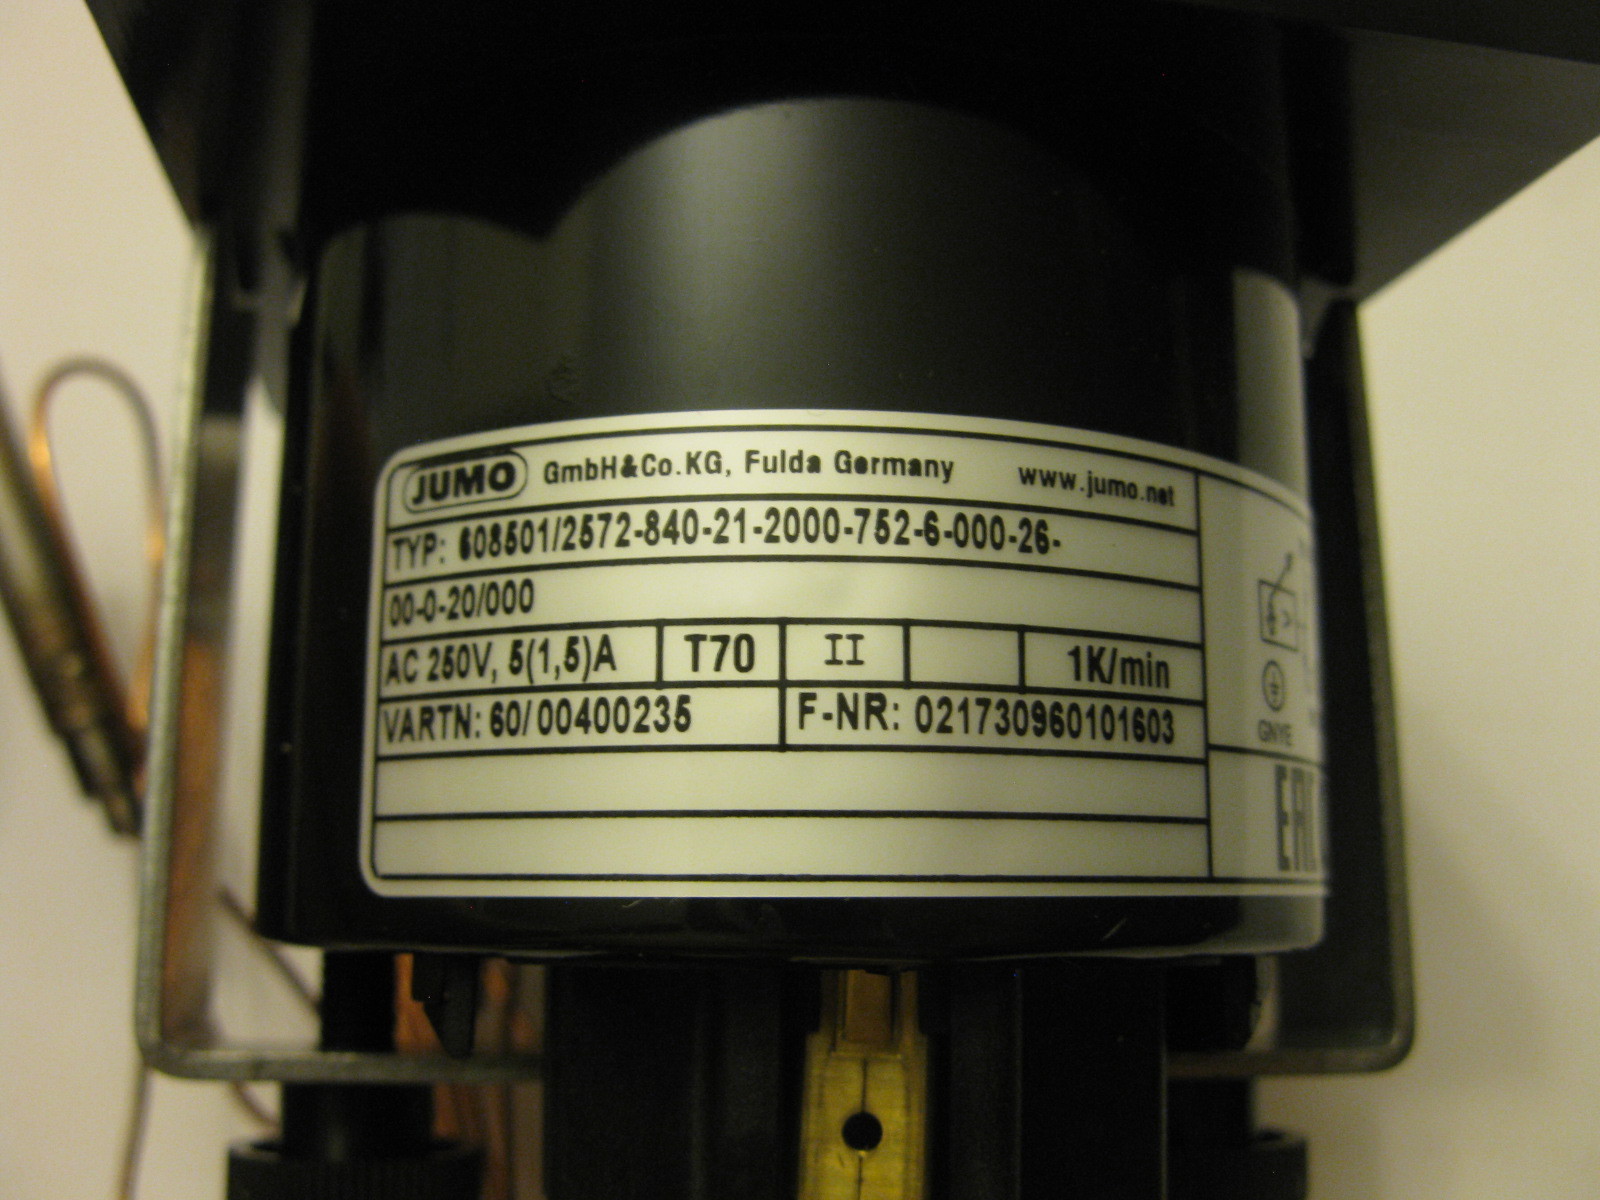 JUMO GmbH&Co.KG, Fulda Germany www.jumo.net
TYP: 608501/2572-840-21-2000-752-6-000-26-
00-0-20/000
AC 250V, 5(1,5)A T70 II 1K/min
VARTN: 60/00400235 F-NR: 021730960101603
GNYE